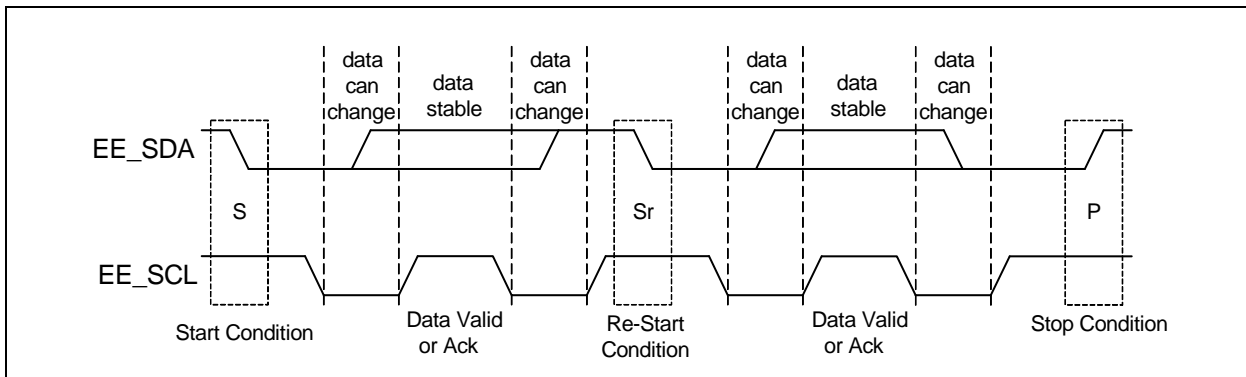 data
can
change
data
stable
data
can
change
data
can
change
data
stable
data
can
change
EE_SDA
S
Sr
P
EE_SCL
Start Condition
Data Valid
or Ack
Re-Start
Condition
Data Valid
or Ack
Stop Condition